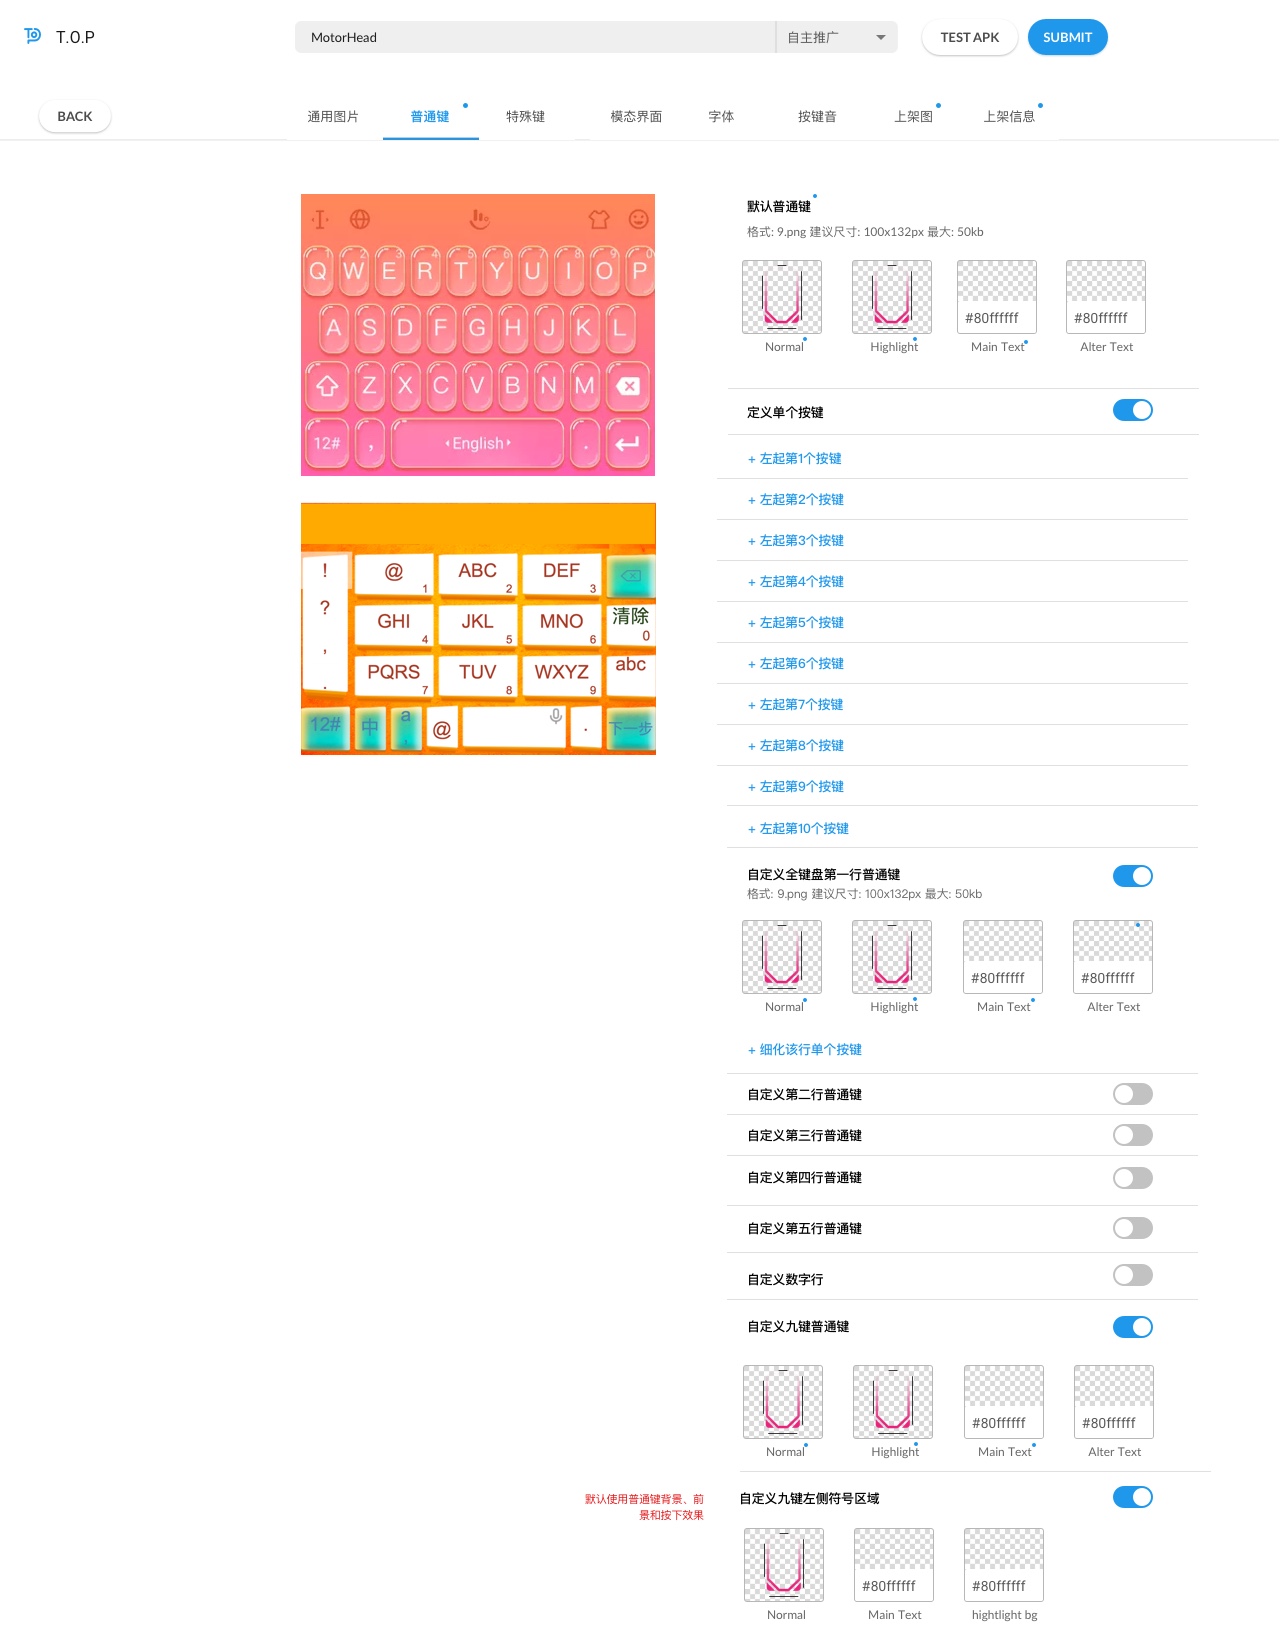 T.O.P
MotorHead
自主推广
TEST APK
SUBMIT
BACK
通用图片
普通键
特殊键
模态界面
字体
按键音
上架图
上架信息
Q W E R T Y U I O P
1 2 3 4 5 6 7 8 9 0
A S D F G H J K L
Z X C V B N M
12# , English .
! @ 1 ABC 2 DEF 3
? GHI 4 JKL 5 MNO 6 清除 0
, PQRS 7 TUV 8 WXYZ 9 abc
.
12# 中 a , @ . 下一步
默认普通键
格式: 9.png 建议尺寸: 100x132px 最大: 50kb
#80ffffff
#80ffffff
Normal
Highlight
Main Text
Alter Text
定义单个按键
+ 左起第1个按键
+ 左起第2个按键
+ 左起第3个按键
+ 左起第4个按键
+ 左起第5个按键
+ 左起第6个按键
+ 左起第7个按键
+ 左起第8个按键
+ 左起第9个按键
+ 左起第10个按键
自定义全键盘第一行普通键
格式: 9.png 建议尺寸: 100x132px 最大: 50kb
#80ffffff
#80ffffff
Normal
Highlight
Main Text
Alter Text
+ 细化该行单个按键
自定义第二行普通键
自定义第三行普通键
自定义第四行普通键
自定义第五行普通键
自定义数字行
自定义九键普通键
#80ffffff
#80ffffff
Normal
Highlight
Main Text
Alter Text
默认使用普通键背景、前
景和按下效果
自定义九键左侧符号区域
#80ffffff
#80ffffff
Normal
Main Text
hightlight bg